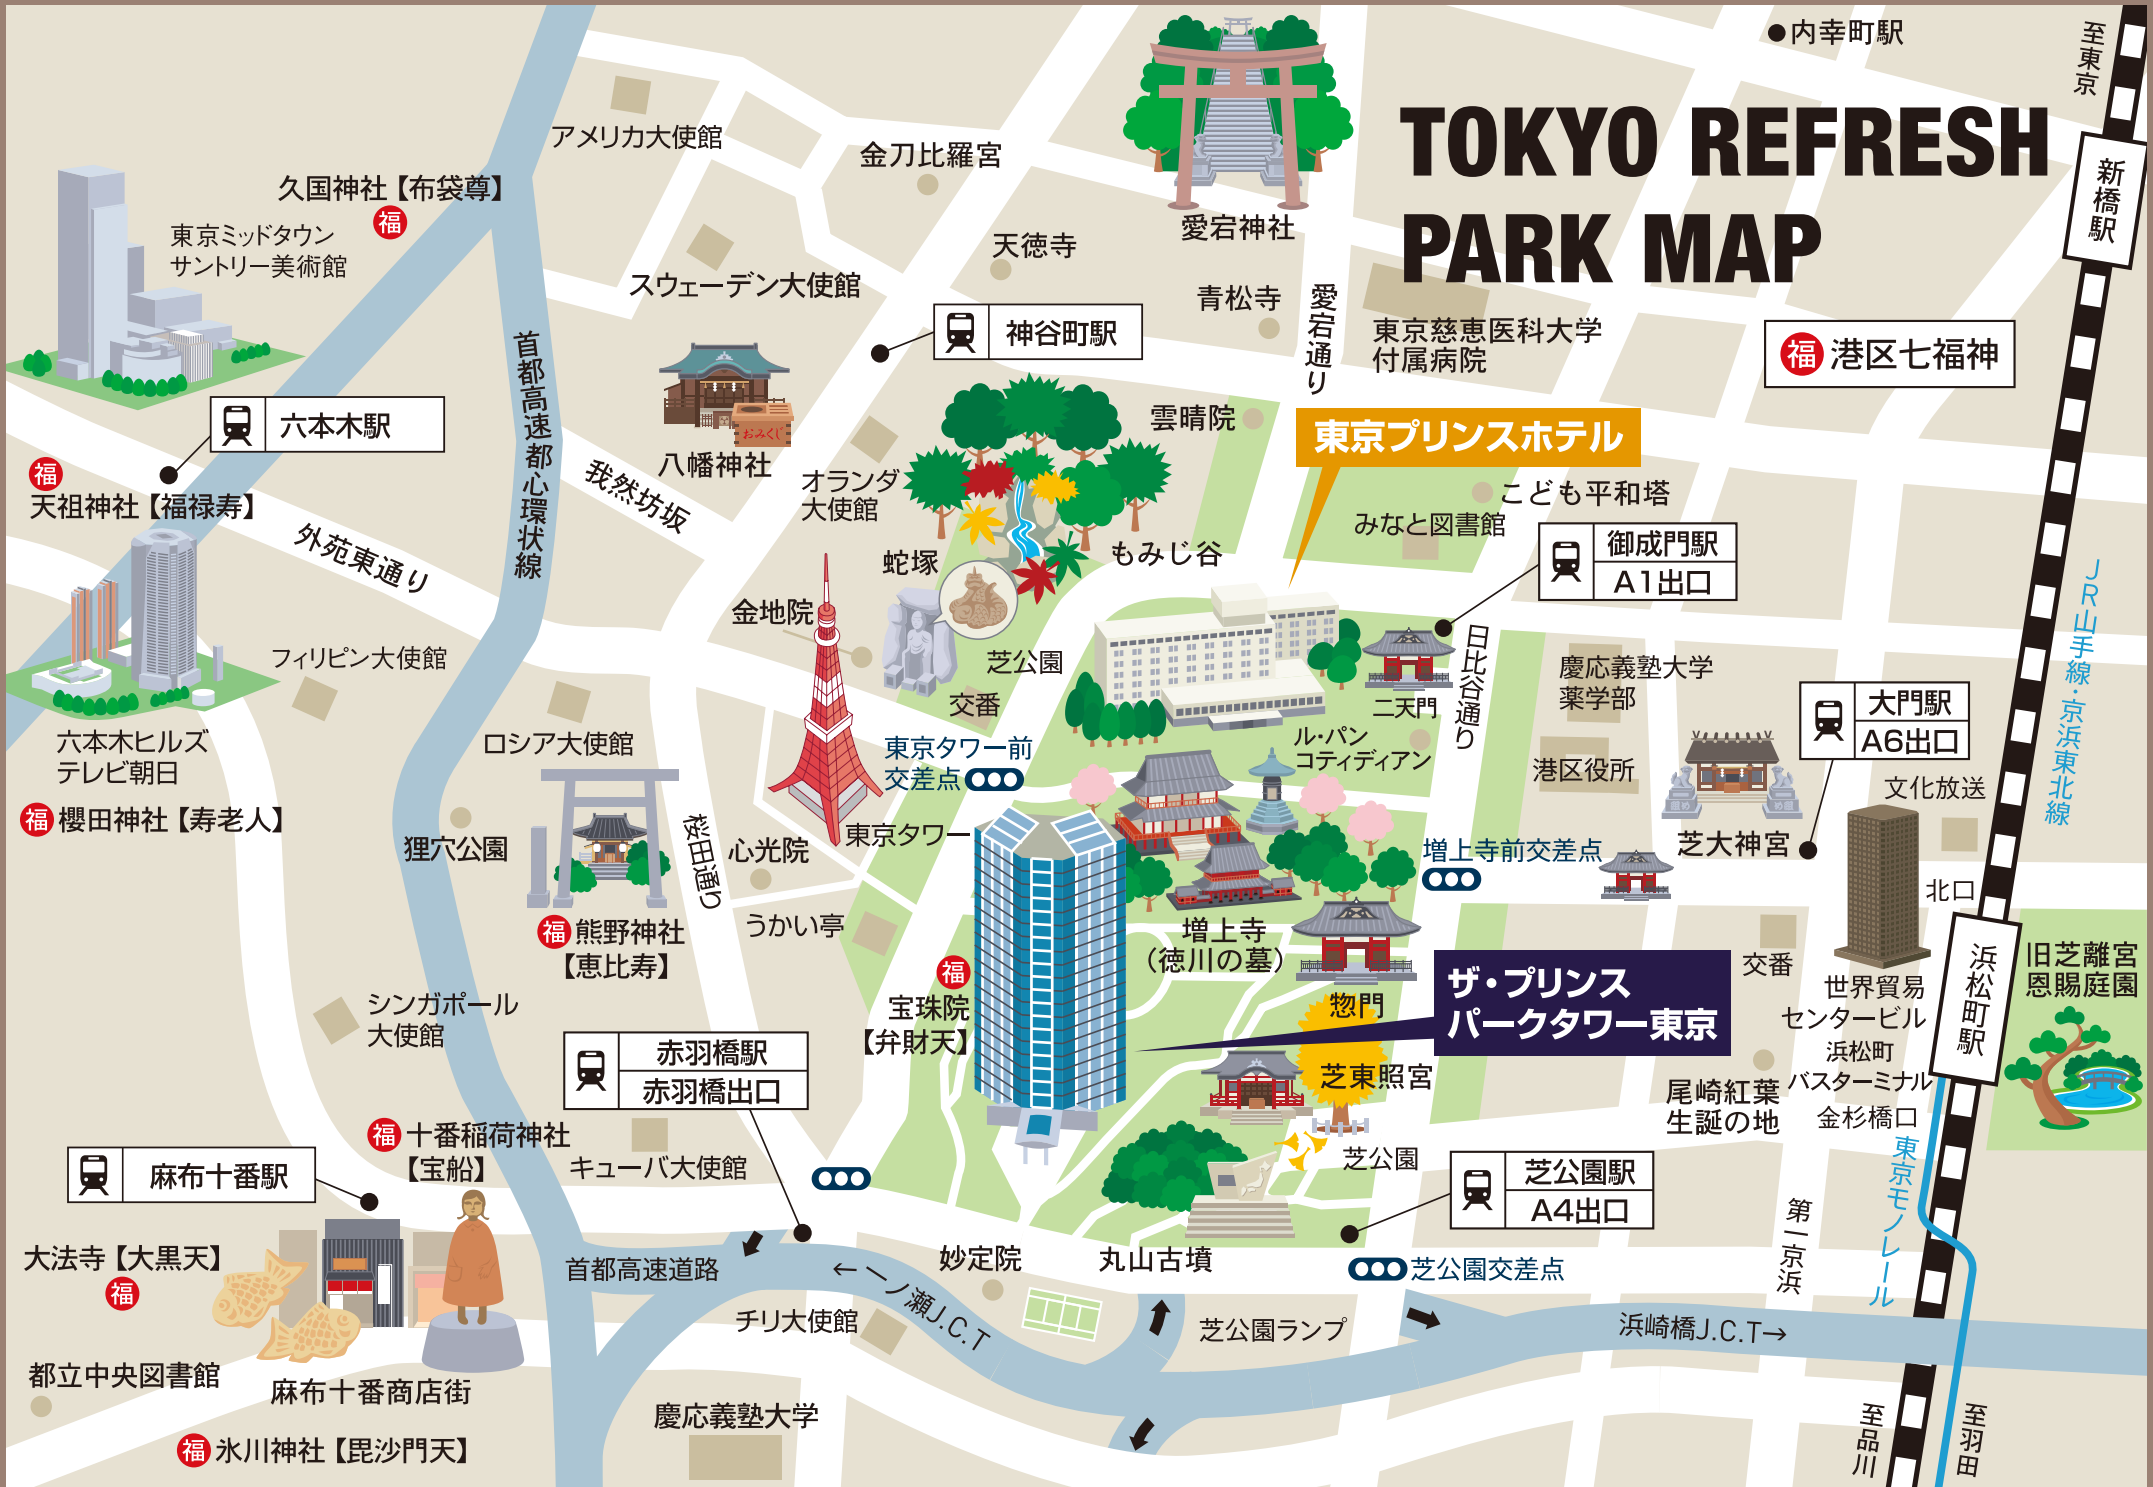 TOKYO REFRESH
PARK MAP
内幸町駅
至東京
新橋駅
福 港区七福神
アメリカ大使館
金刀比羅宮
愛宕神社
久国神社【布袋尊】
福
東京ミッドタウン
サントリー美術館
天徳寺
スウェーデン大使館
青松寺
愛宕通り
東京慈恵医科大学
付属病院
神谷町駅
首都高速都心環状線
六本木駅
福
天祖神社【福禄寿】
外苑東通り
我然坊坂
八幡神社
おみくじ
オランダ
大使館
雲晴院
東京プリンスホテル
こども平和塔
みなと図書館
御成門駅
A1出口
もみじ谷
蛇塚
金地院
芝公園
交番
フィリピン大使館
六本木ヒルズ
テレビ朝日
福 櫻田神社【寿老人】
ロシア大使館
狸穴公園
桜田通り
心光院
東京タワー
東京タワー前
交差点
二天門
日比谷通り
ル・パン
コティディアン
慶応義塾大学
薬学部
港区役所
大門駅
A6出口
JR山手線・京浜東北線
文化放送
芝大神宮
増上寺前交差点
うかい亭
福 熊野神社
【恵比寿】
増上寺
(徳川の墓)
惣門
ザ・プリンス
パークタワー東京
北口
交番
世界貿易
センタービル
浜松町
バスターミナル
金杉橋口
浜松町駅
旧芝離宮
恩賜庭園
福
宝珠院
【弁財天】
シンガポール
大使館
赤羽橋駅
赤羽橋出口
芝東照宮
尾崎紅葉
生誕の地
福 十番稲荷神社
【宝船】
キューバ大使館
麻布十番駅
芝公園
芝公園駅
A4出口
東京モノレール
第一京浜
大法寺【大黒天】
福
首都高速道路
←一ノ瀬J.C.T
妙定院
丸山古墳
芝公園交差点
チリ大使館
芝公園ランプ
浜崎橋J.C.T→
都立中央図書館
麻布十番商店街
慶応義塾大学
福 氷川神社【毘沙門天】
至品川
至羽田